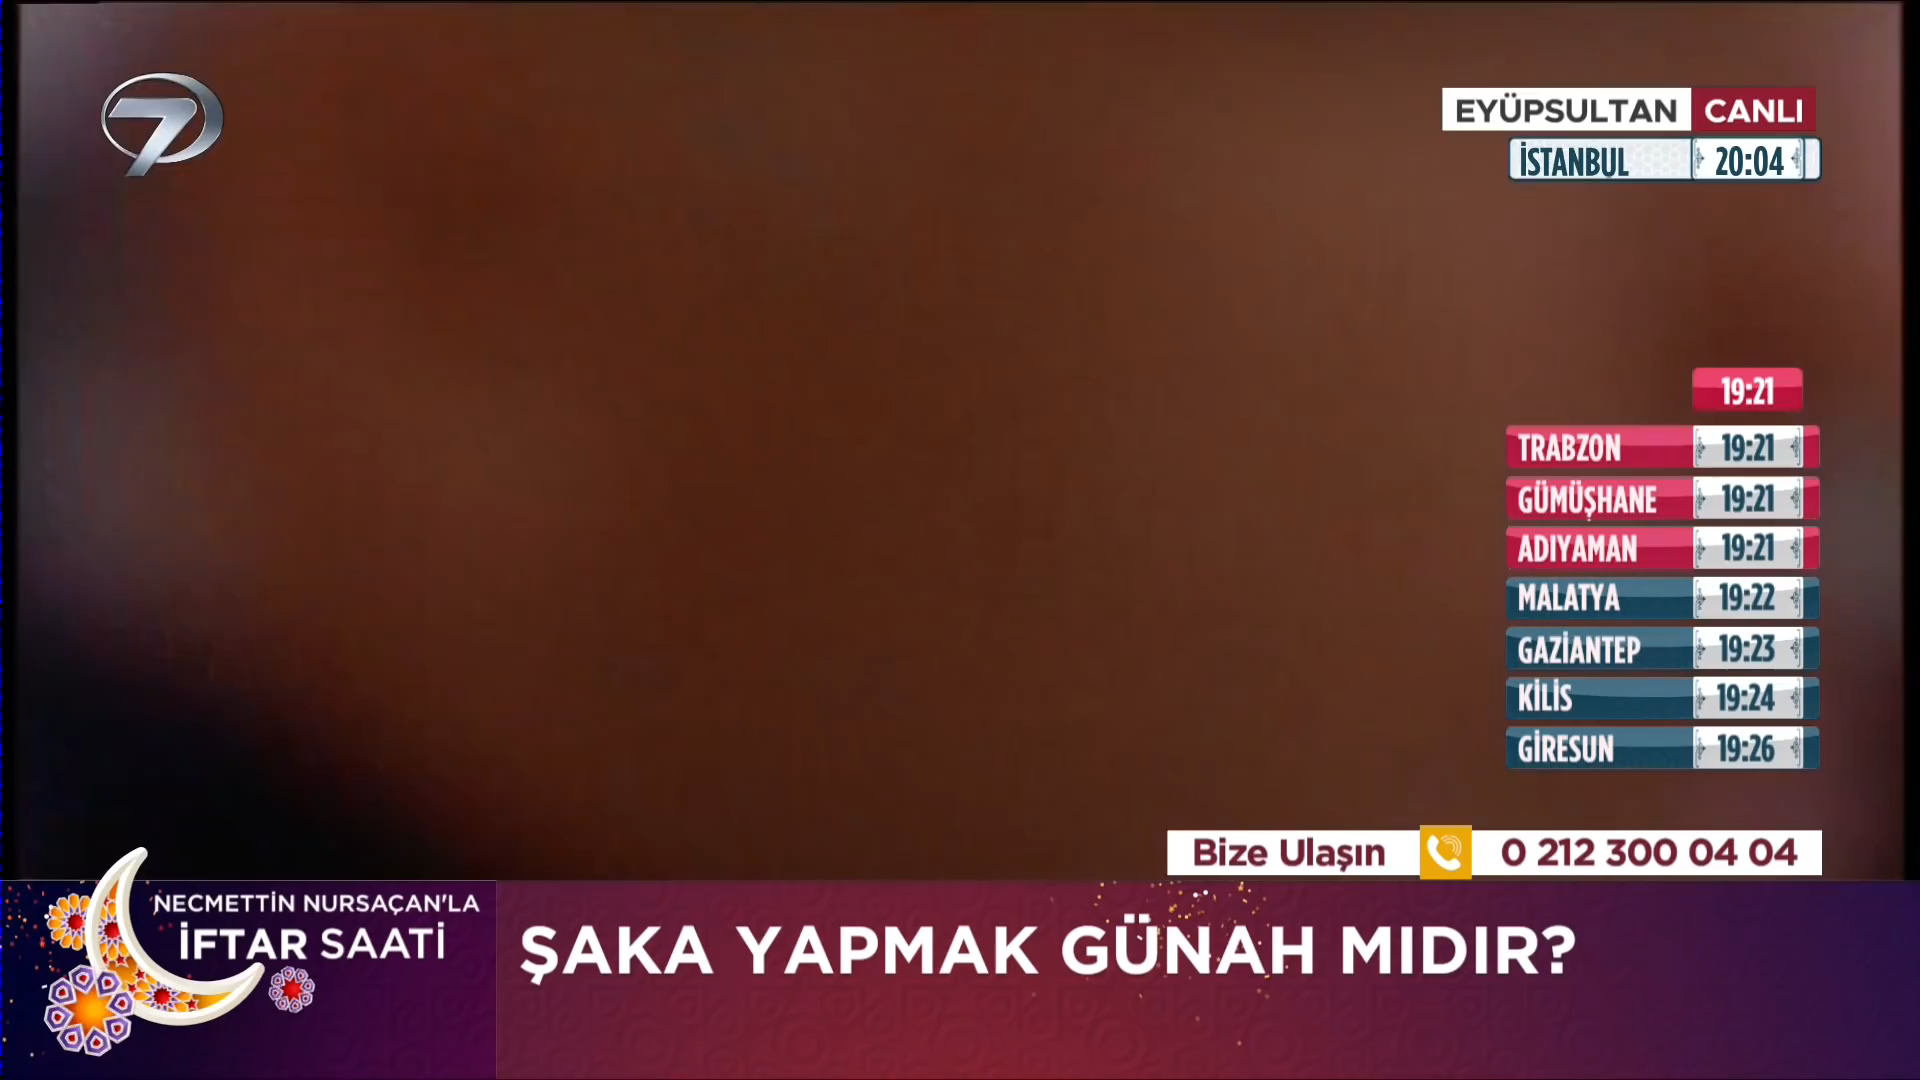 7
EYÜPSULTAN CANLI
İSTANBUL 20:04
19:21
TRABZON 19:21
GÜMÜŞHANE 19:21
ADIYAMAN 19:21
MALATYA 19:22
GAZİANTEP 19:23
KİLİS 19:24
GİRESUN 19:26
Bize Ulaşın 0 212 300 04 04
NECMETTİN NURSAÇAN'LA
İFTAR SAATİ
ŞAKA YAPMAK GÜNAH MIDIR?